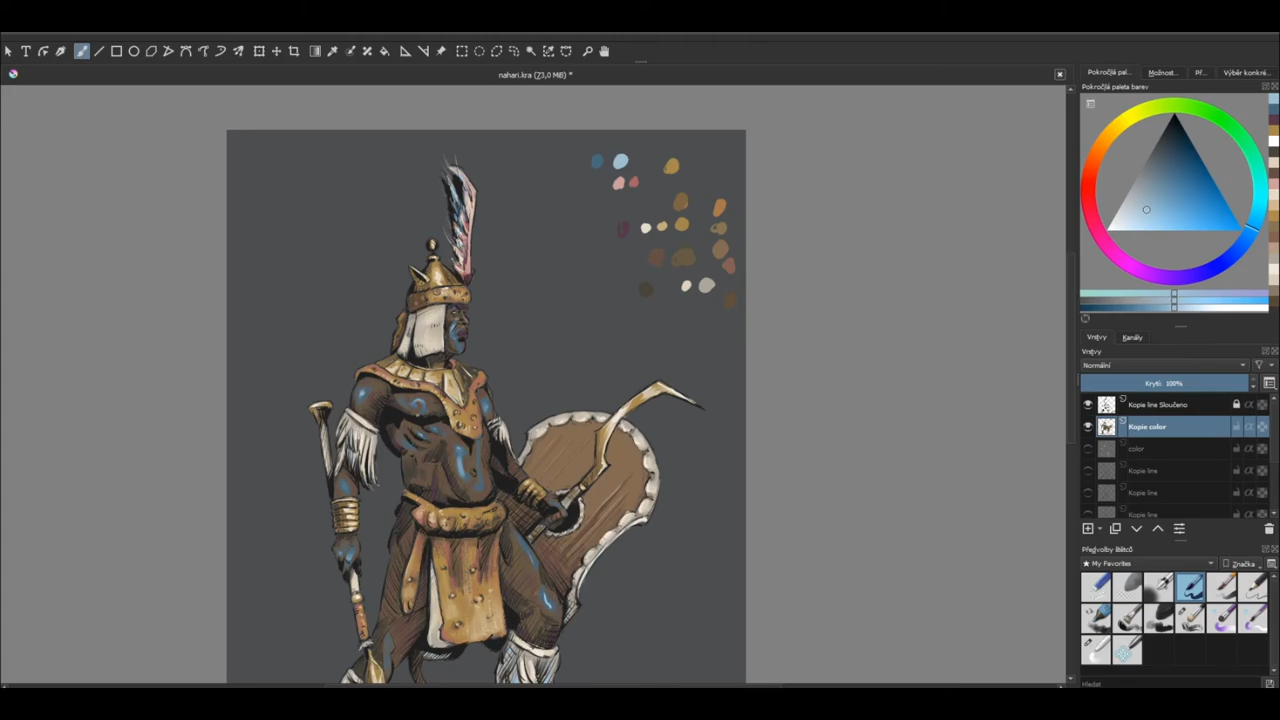 nahari.kra (73,0 MiB) *
Pokročilá pal...
Možnost...
Př...
Výběr konkré...
Pokročilá paleta barev
Vrstvy
Kanály
Vrstvy
Normální
Krytí: 100%
Kopie line Sloučeno
Kopie color
color
Kopie line
Kopie line
Kopie line
Předvolby štětců
★ My Favorites
Značka
Hledat